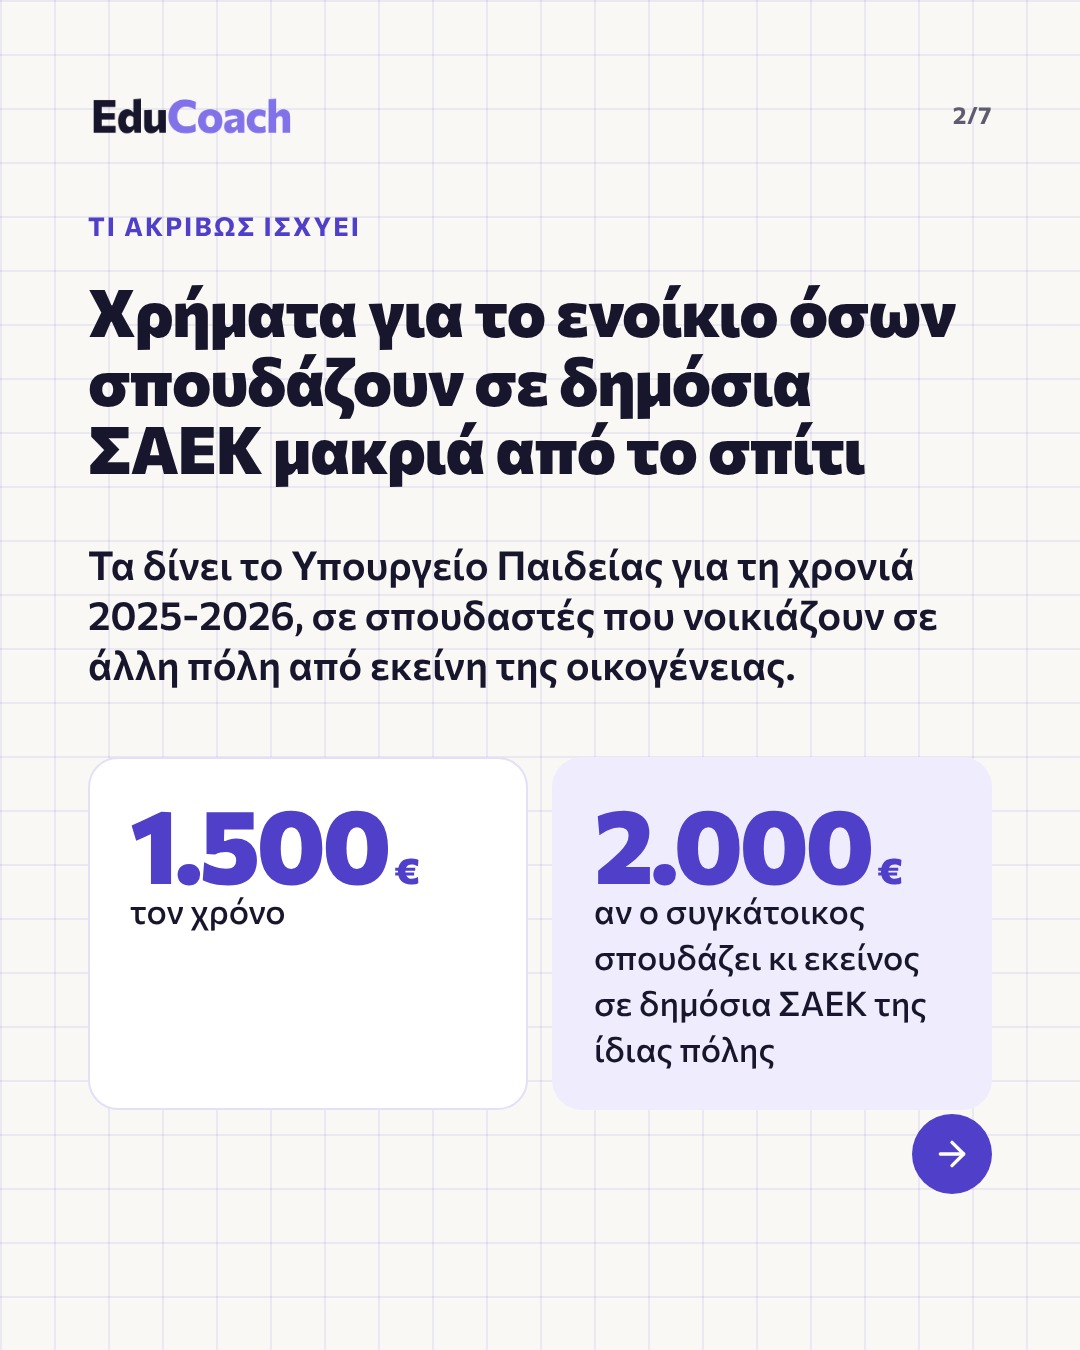 EduCoach
2/7
ΤΙ ΑΚΡΙΒΩΣ ΙΣΧΥΕΙ
Χρήματα για το ενοίκιο όσων
σπουδάζουν σε δημόσια
ΣΑΕΚ μακριά από το σπίτι
Τα δίνει το Υπουργείο Παιδείας για τη χρονιά
2025-2026, σε σπουδαστές που νοικιάζουν σε
άλλη πόλη από εκείνη της οικογένειας.
1.500€
τον χρόνο
2.000€
αν ο συγκάτοικος
σπουδάζει κι εκείνος
σε δημόσια ΣΑΕΚ της
ίδιας πόλης